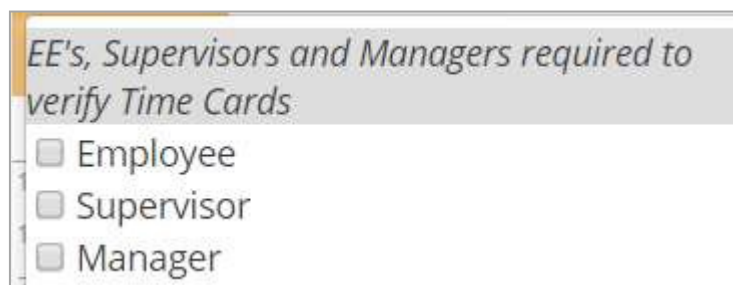 EE's, Supervisors and Managers required to
verify Time Cards
Employee
Supervisor
Manager